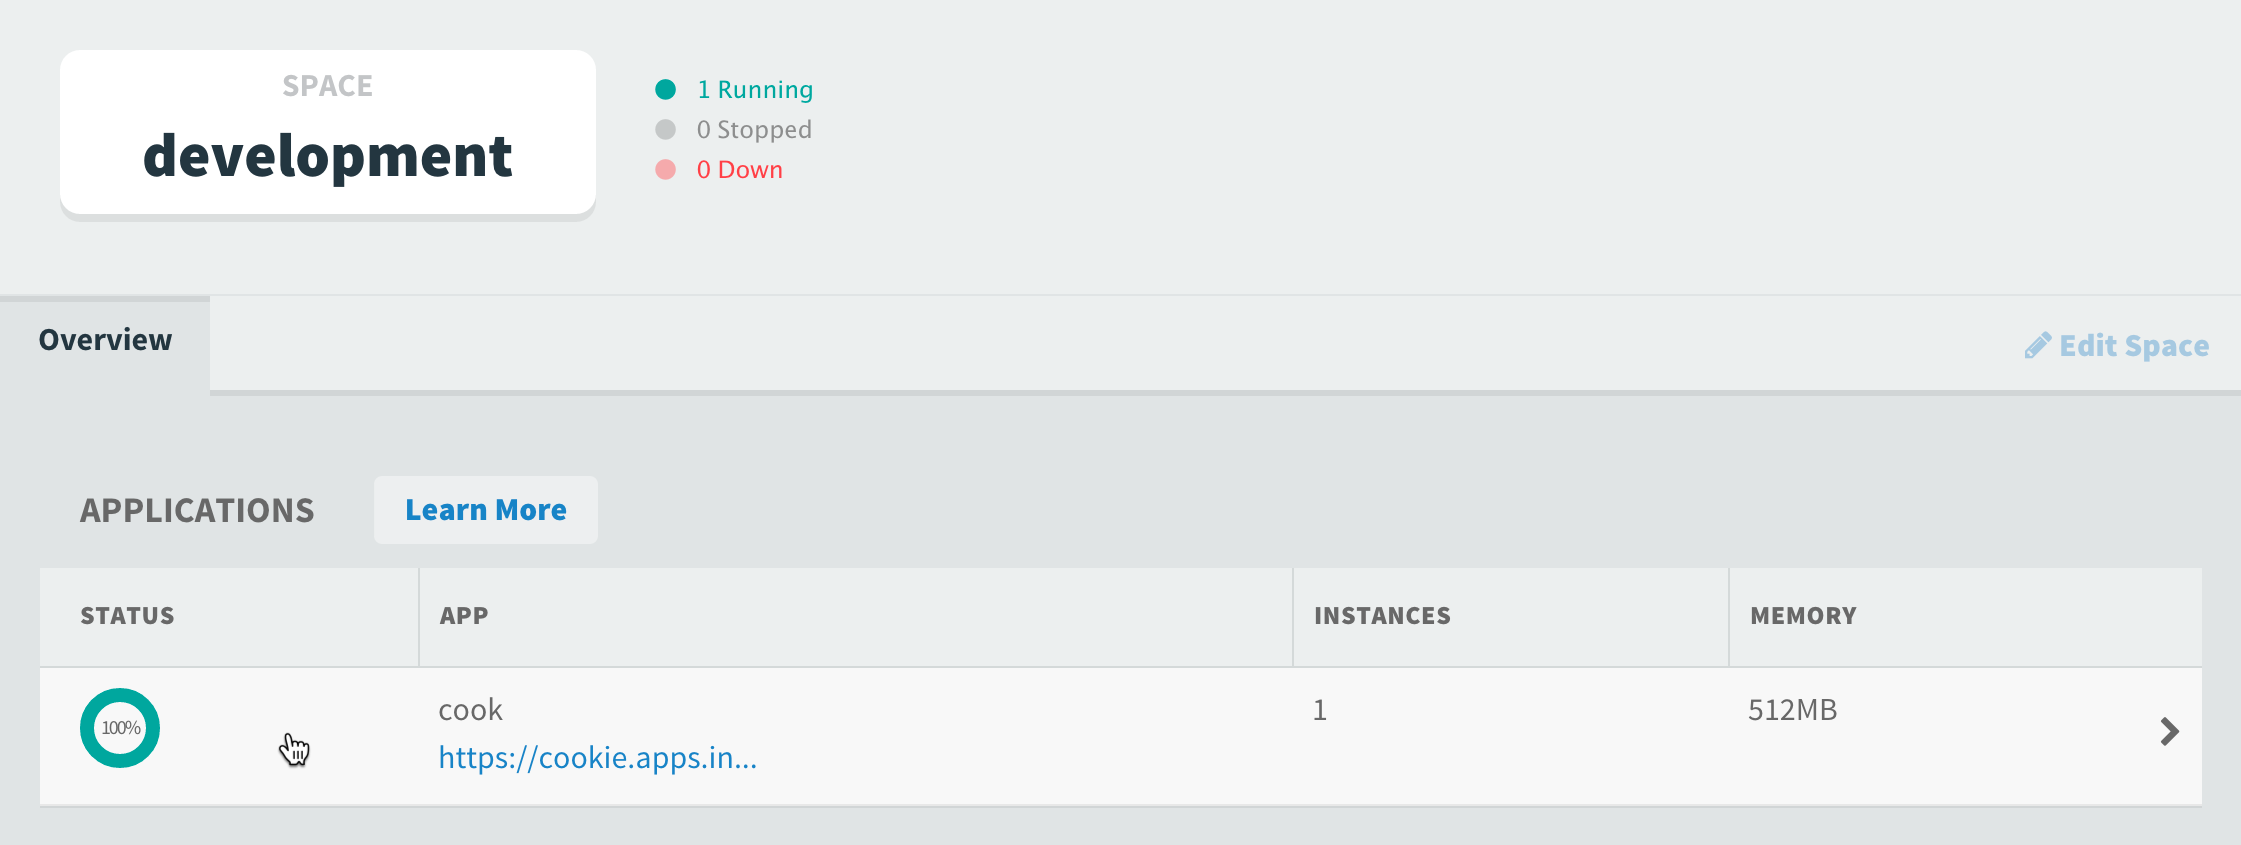 SPACE
development
1 Running
0 Stopped
0 Down
Overview
Edit Space
APPLICATIONS
Learn More
STATUS
APP
INSTANCES
MEMORY
100%
cook
1
512MB
https://cookie.apps.in...